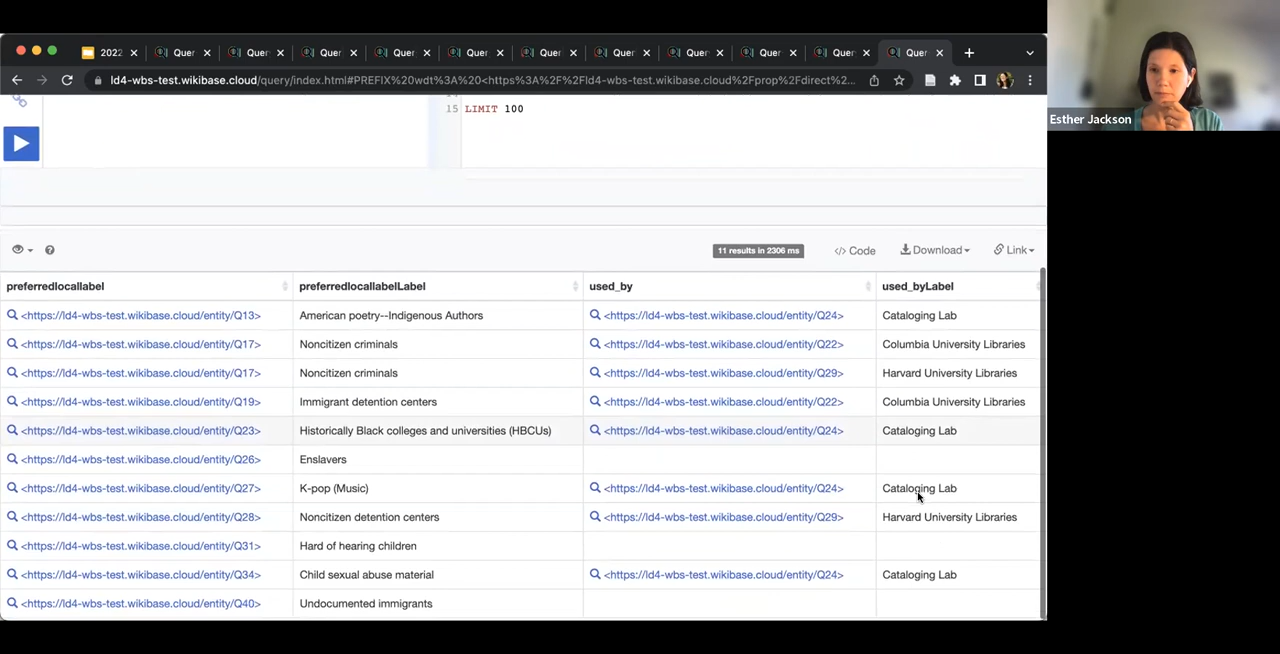 2022 Quer Quer Quer Quer Quer Quer Quer Quer Quer Quer Quer
ld4-wbs-test.wikibase.cloud/query/index.html#PREFIX%20wdt%3A%20<https%3A%2F%2Fld4-wbs-test.wikibase.cloud%2Fprop%2Fdirect%2...
Esther Jackson
15 LIMIT 100
11 results in 2306 ms </> Code Download Link
preferredlocallabel preferredlocallabelLabel used_by used_byLabel
<https://ld4-wbs-test.wikibase.cloud/entity/Q13> American poetry--Indigenous Authors <https://ld4-wbs-test.wikibase.cloud/entity/Q24> Cataloging Lab
<https://ld4-wbs-test.wikibase.cloud/entity/Q17> Noncitizen criminals <https://ld4-wbs-test.wikibase.cloud/entity/Q22> Columbia University Libraries
<https://ld4-wbs-test.wikibase.cloud/entity/Q17> Noncitizen criminals <https://ld4-wbs-test.wikibase.cloud/entity/Q29> Harvard University Libraries
<https://ld4-wbs-test.wikibase.cloud/entity/Q19> Immigrant detention centers <https://ld4-wbs-test.wikibase.cloud/entity/Q22> Columbia University Libraries
<https://ld4-wbs-test.wikibase.cloud/entity/Q23> Historically Black colleges and universities (HBCUs) <https://ld4-wbs-test.wikibase.cloud/entity/Q24> Cataloging Lab
<https://ld4-wbs-test.wikibase.cloud/entity/Q26> Enslavers
<https://ld4-wbs-test.wikibase.cloud/entity/Q27> K-pop (Music) <https://ld4-wbs-test.wikibase.cloud/entity/Q24> Cataloging Lab
<https://ld4-wbs-test.wikibase.cloud/entity/Q28> Noncitizen detention centers <https://ld4-wbs-test.wikibase.cloud/entity/Q29> Harvard University Libraries
<https://ld4-wbs-test.wikibase.cloud/entity/Q31> Hard of hearing children
<https://ld4-wbs-test.wikibase.cloud/entity/Q34> Child sexual abuse material <https://ld4-wbs-test.wikibase.cloud/entity/Q24> Cataloging Lab
<https://ld4-wbs-test.wikibase.cloud/entity/Q40> Undocumented immigrants